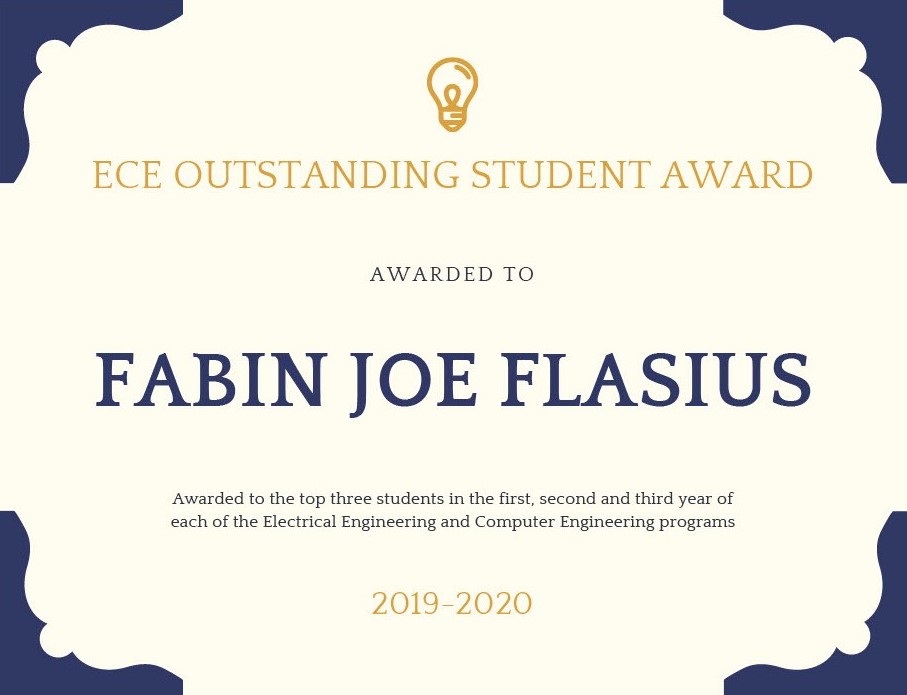 ECE OUTSTANDING STUDENT AWARD
AWARDED TO
FABIN JOE FLASIUS
Awarded to the top three students in the first, second and third year of
each of the Electrical Engineering and Computer Engineering programs
2019–2020